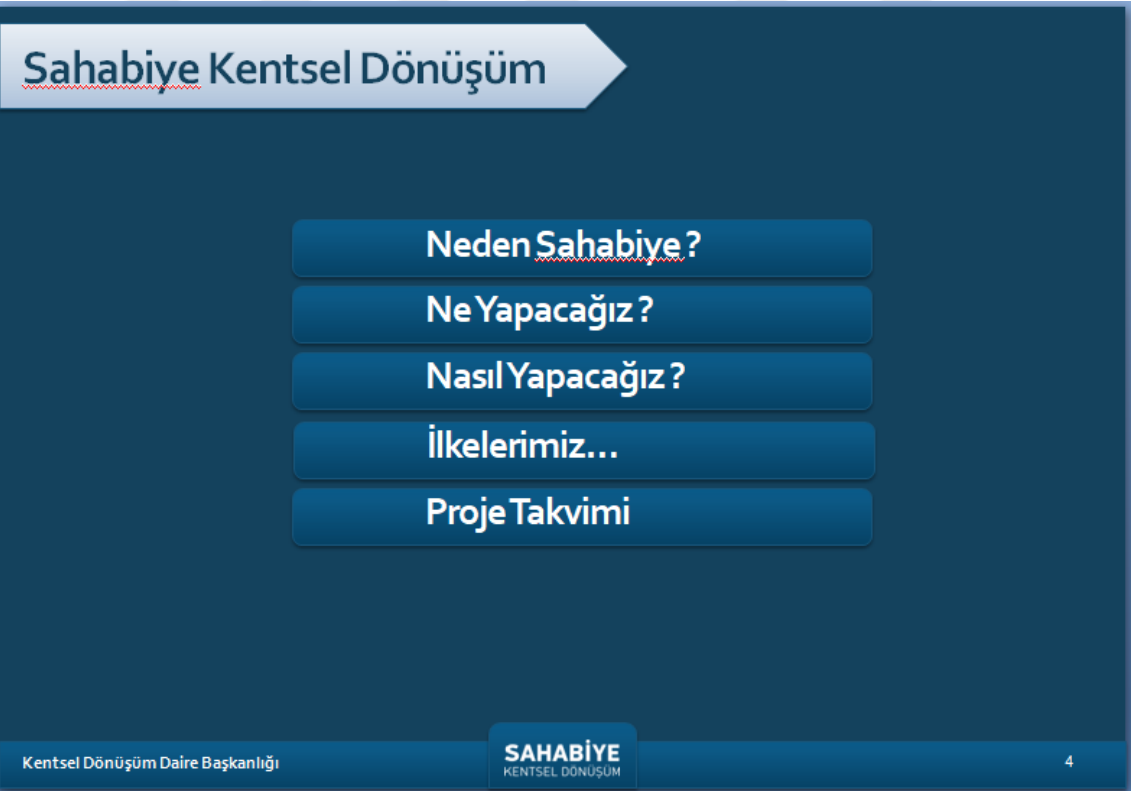 Sahabiye Kentsel Dönüşüm
Neden Sahabiye ?
Ne Yapacağız ?
Nasıl Yapacağız ?
İlkelerimiz...
Proje Takvimi
Kentsel Dönüşüm Daire Başkanlığı
SAHABİYE
KENTSEL DÖNÜŞÜM
4